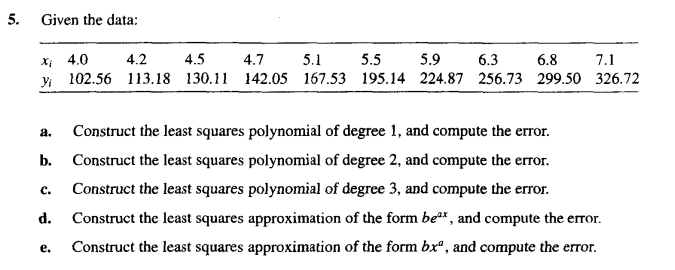 5. Given the data:
xᵢ 4.0 4.2 4.5 4.7 5.1 5.5 5.9 6.3 6.8 7.1
yᵢ 102.56 113.18 130.11 142.05 167.53 195.14 224.87 256.73 299.50 326.72
a. Construct the least squares polynomial of degree 1, and compute the error.
b. Construct the least squares polynomial of degree 2, and compute the error.
c. Construct the least squares polynomial of degree 3, and compute the error.
d. Construct the least squares approximation of the form beᵃˣ, and compute the error.
e. Construct the least squares approximation of the form bxᵃ, and compute the error.